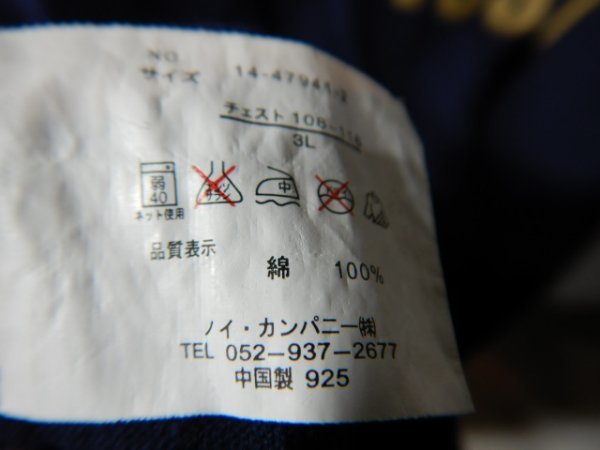 NO 14-47941-2
サイズ
チェスト 108-116
3L
弱
40
中
ネット使用
品質表示
綿 100%
ノイ・カンパニー㈱
TEL 052-937-2677
中国製 925